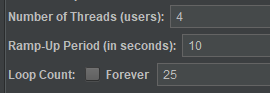 Number of Threads (users): 4
Ramp-Up Period (in seconds): 10
Loop Count: Forever 25